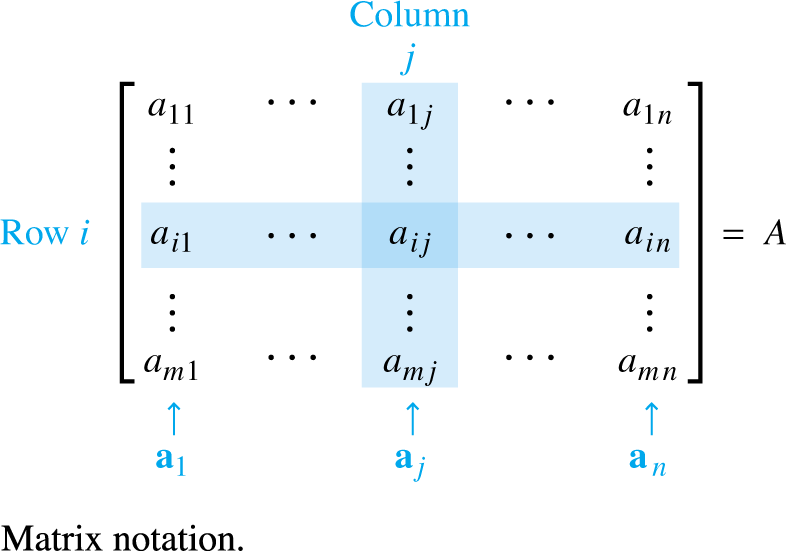 Column
j
a11 ··· a1j ··· a1n
⋮ ⋮ ⋮
Row i ai1 ··· aij ··· ain = A
⋮ ⋮ ⋮
am1 ··· amj ··· amn
↑ ↑ ↑
a1 aj an
Matrix notation.